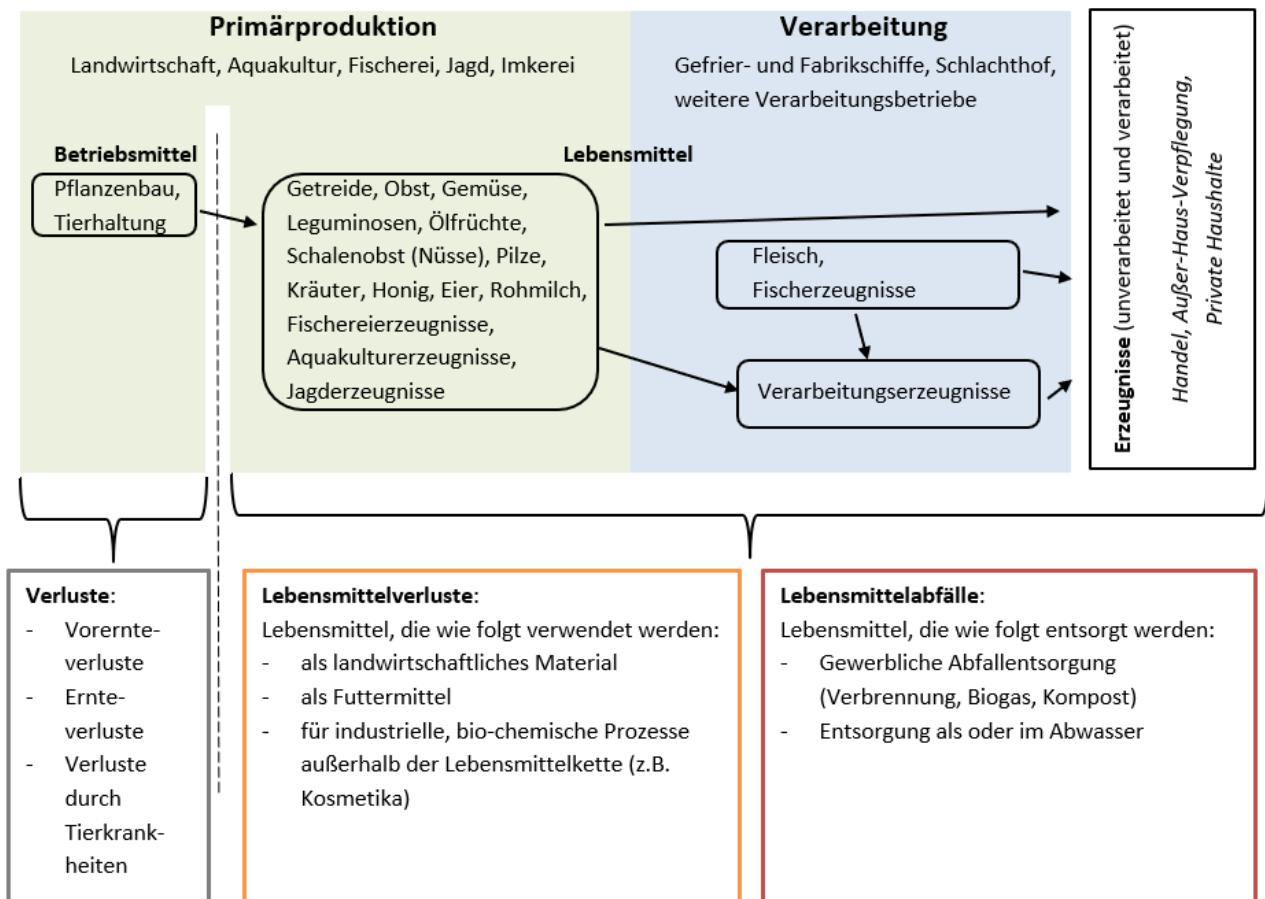 Primärproduktion
Landwirtschaft, Aquakultur, Fischerei, Jagd, Imkerei
Verarbeitung
Gefrier- und Fabrikschiffe, Schlachthof,
weitere Verarbeitungsbetriebe
Betriebsmittel
Pflanzenbau,
Tierhaltung
Lebensmittel
Getreide, Obst, Gemüse,
Leguminosen, Ölfrüchte,
Schalenobst (Nüsse), Pilze,
Kräuter, Honig, Eier, Rohmilch,
Fischereierzeugnisse,
Aquakulturerzeugnisse,
Jagderzeugnisse
Fleisch,
Fischerzeugnisse
Verarbeitungserzeugnisse
Erzeugnisse (unverarbeitet und verarbeitet)
Handel, Außer-Haus-Verpflegung,
Private Haushalte
Verluste:
- Vorernte-
verluste
- Ernte-
verluste
- Verluste
durch
Tierkrank-
heiten
Lebensmittelverluste:
Lebensmittel, die wie folgt verwendet werden:
- als landwirtschaftliches Material
- als Futtermittel
- für industrielle, bio-chemische Prozesse
außerhalb der Lebensmittelkette (z.B.
Kosmetika)
Lebensmittelabfälle:
Lebensmittel, die wie folgt entsorgt werden:
- Gewerbliche Abfallentsorgung
(Verbrennung, Biogas, Kompost)
- Entsorgung als oder im Abwasser